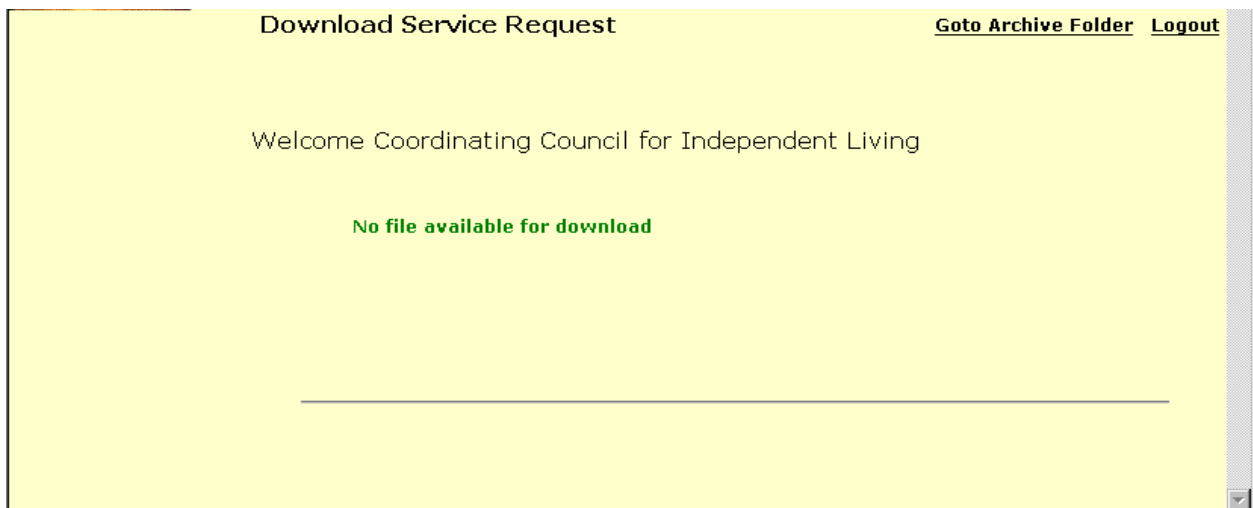 Download Service Request
Goto Archive Folder Logout
Welcome Coordinating Council for Independent Living
No file available for download